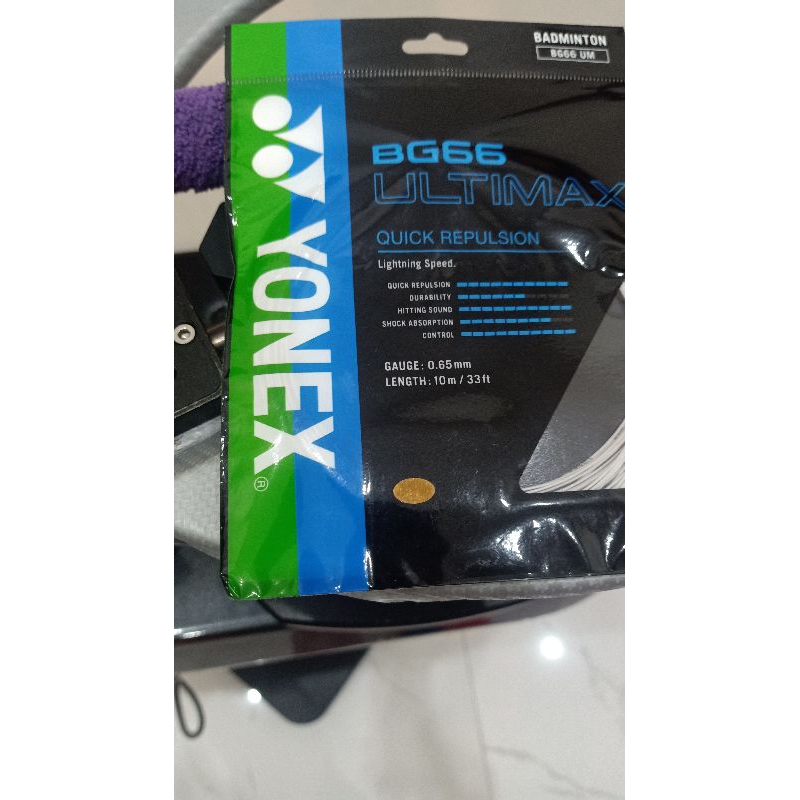 BADMINTON
BG66 UM
YONEX®
BG66
ULTIMAX
QUICK REPULSION
Lightning Speed.
QUICK REPULSION
DURABILITY
HITTING SOUND
SHOCK ABSORPTION
CONTROL
GAUGE: 0.65mm
LENGTH: 10m / 33ft